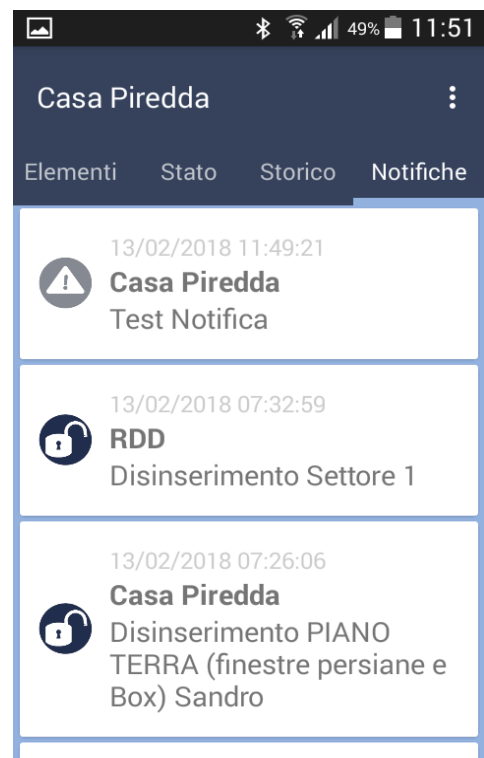 49% 11:51
Casa Piredda
Elementi Stato Storico Notifiche
13/02/2018 11:49:21
Casa Piredda
Test Notifica
13/02/2018 07:32:59
RDD
Disinserimento Settore 1
13/02/2018 07:26:06
Casa Piredda
Disinserimento PIANO
TERRA (finestre persiane e
Box) Sandro